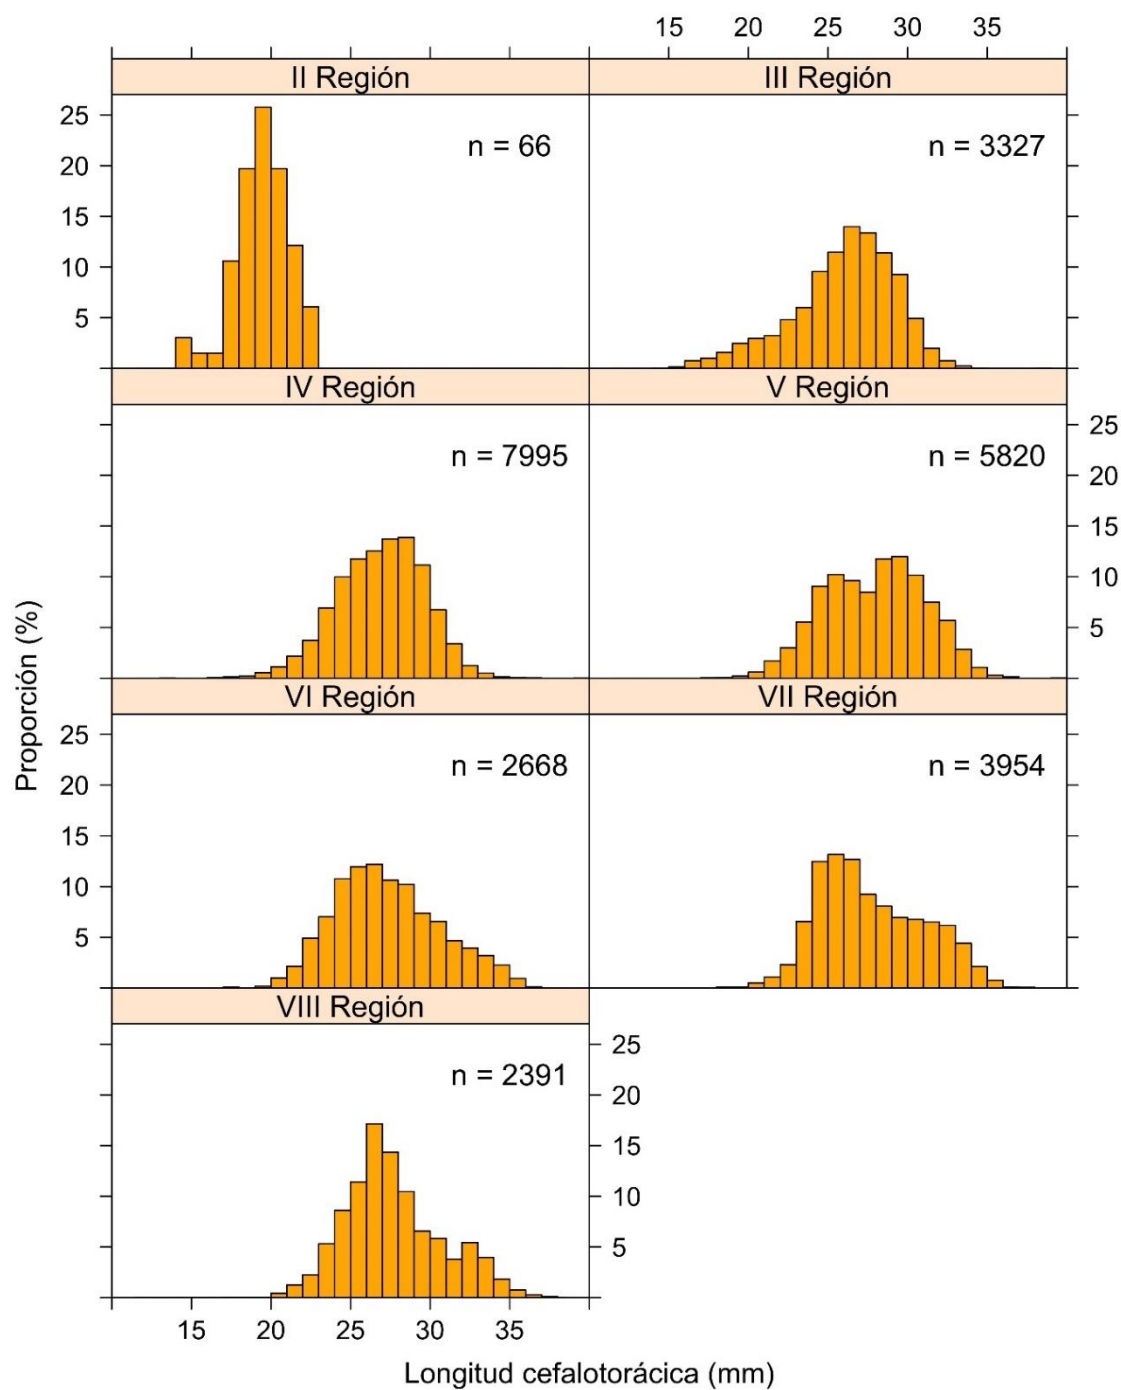 15 20 25 30 35
II Región
III Región
25
20
15
10
5
n = 66
n = 3327
IV Región
V Región
n = 7995
n = 5820
25
20
15
10
5
VI Región
VII Región
25
20
15
10
5
n = 2668
n = 3954
VIII Región
n = 2391
25
20
15
10
5
15 20 25 30 35
Proporción (%)
Longitud cefalotorácica (mm)